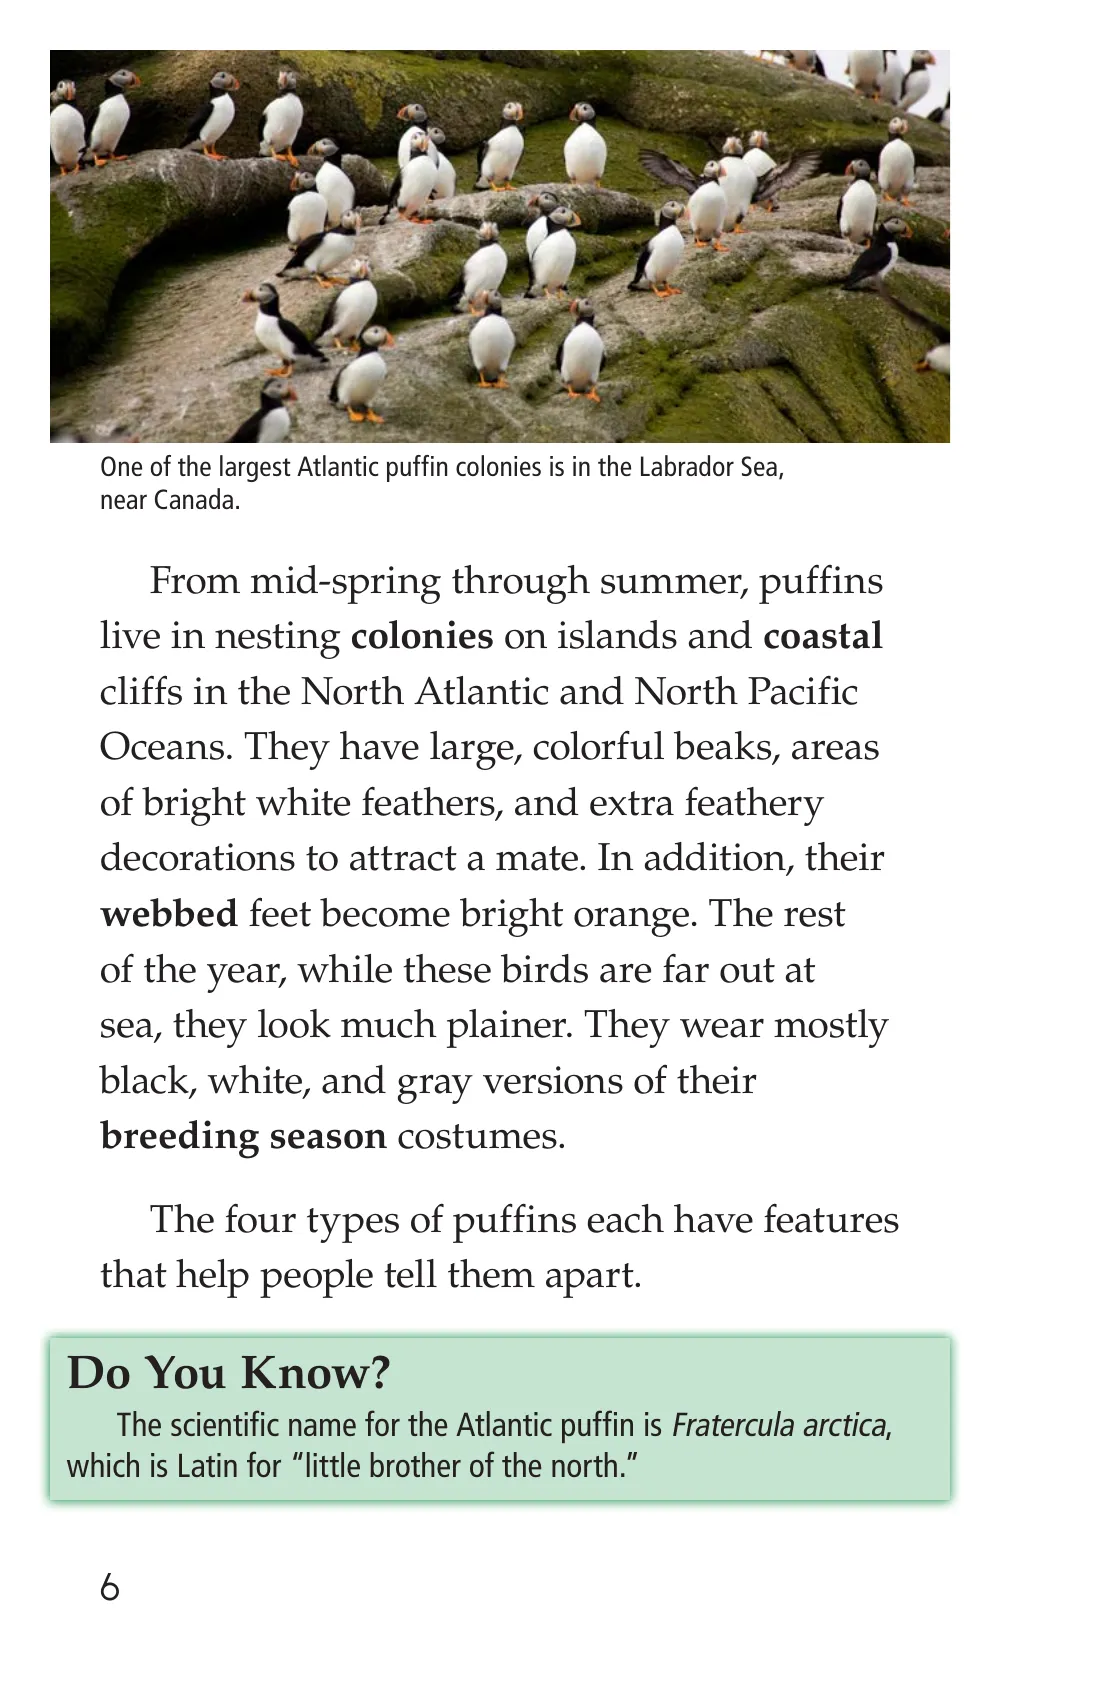 One of the largest Atlantic puffin colonies is in the Labrador Sea,
near Canada.
From mid-spring through summer, puffins
live in nesting colonies on islands and coastal
cliffs in the North Atlantic and North Pacific
Oceans. They have large, colorful beaks, areas
of bright white feathers, and extra feathery
decorations to attract a mate. In addition, their
webbed feet become bright orange. The rest
of the year, while these birds are far out at
sea, they look much plainer. They wear mostly
black, white, and gray versions of their
breeding season costumes.
The four types of puffins each have features
that help people tell them apart.
Do You Know?
The scientific name for the Atlantic puffin is Fratercula arctica,
which is Latin for “little brother of the north.”
6